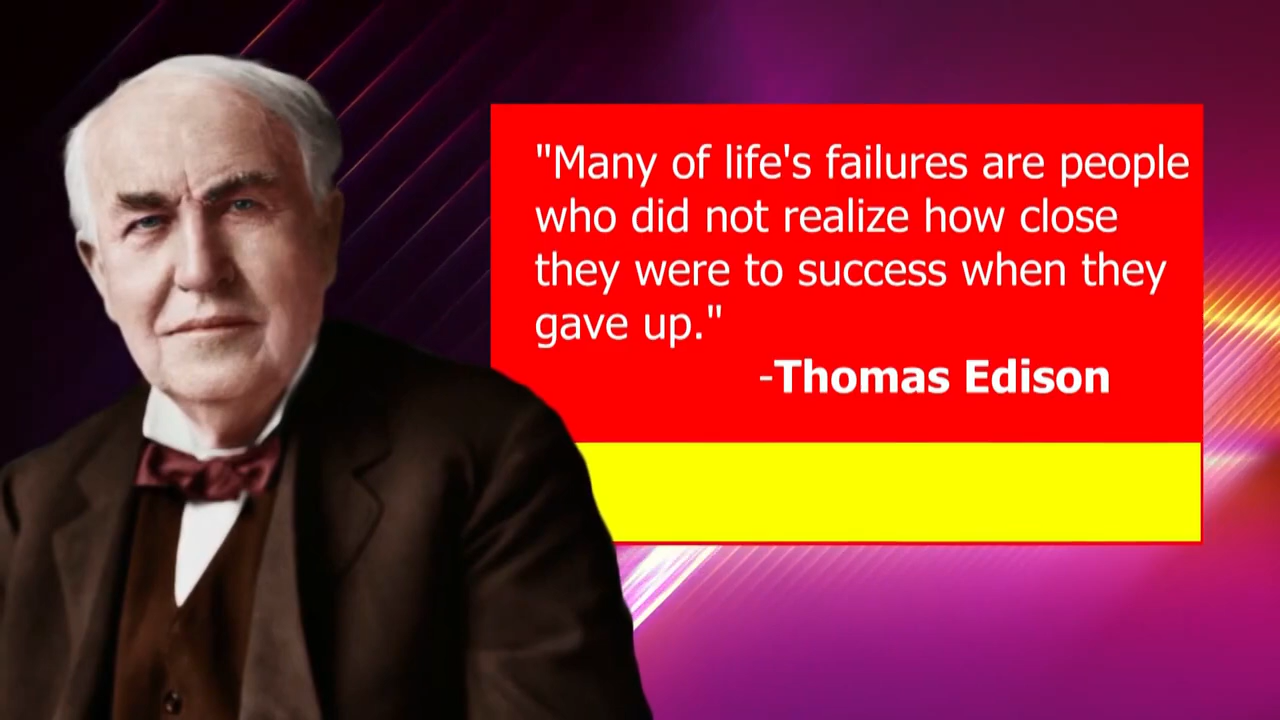 "Many of life's failures are people
who did not realize how close
they were to success when they
gave up."
-Thomas Edison